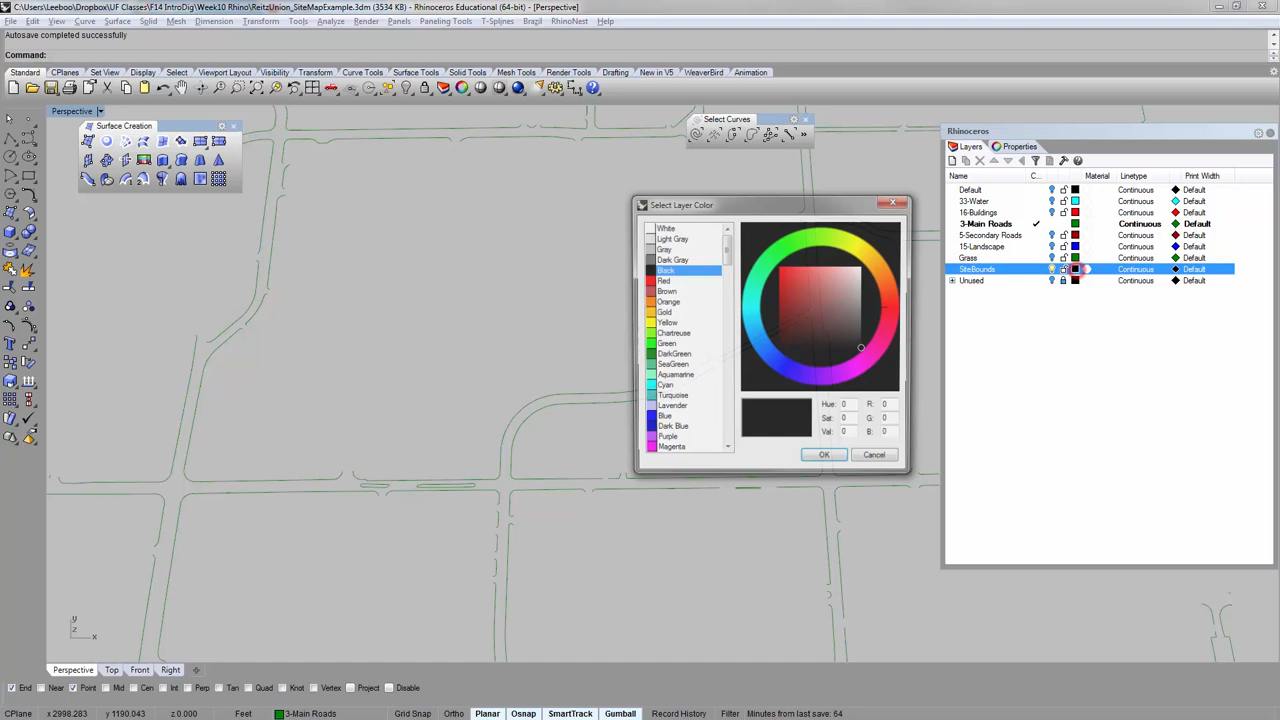 C:\Users\Leeboo\Dropbox\UF Classes\F14 IntroDig\Week10 Rhino\ReitzUnion_SiteMapExample.3dm (3534 KB) - Rhinoceros Educational (64-bit) - [Perspective]
File Edit View Curve Surface Solid Mesh Dimension Transform Tools Analyze Render Panels T-Splines Brazil RhinoNest Help
Autosave completed successfully
Command:
Standard CPlanes Set View Display Select Viewport Layout Visibility Transform Curve Tools Surface Tools Solid Tools Mesh Tools Render Tools Drafting New in V5 WeaverBird Animation
Perspective
Surface Creation
Select Curves
Rhinoceros
Layers Properties
Name C... Material Linetype Print Width
Default Continuous Default
33-Water Continuous Default
16-Buildings Continuous Default
3-Main Roads Continuous Default
5-Secondary Roads Continuous Default
15-Landscape Continuous Default
Grass Continuous Default
SiteBounds Continuous Default
Unused Continuous Default
Select Layer Color
White
Light Gray
Gray
Dark Gray
Black
Red
Brown
Orange
Gold
Yellow
Chartreuse
Green
DarkGreen
SeaGreen
Aquamarine
Cyan
Turquoise
Lavender
Blue
Dark Blue
Purple
Magenta
Hue: 0 R: 0
Sat: 0 G: 0
Val: 0 B: 0
OK Cancel
y
z
x
Perspective Top Front Right
End Near Point Mid Cen Int Perp Tan Quad Knot Vertex Project Disable
CPlane x 2998.283 y 1190.043 z 0.000 Feet 3-Main Roads Grid Snap Ortho Planar Osnap SmartTrack Gumball Record History Filter Minutes from last save: 64